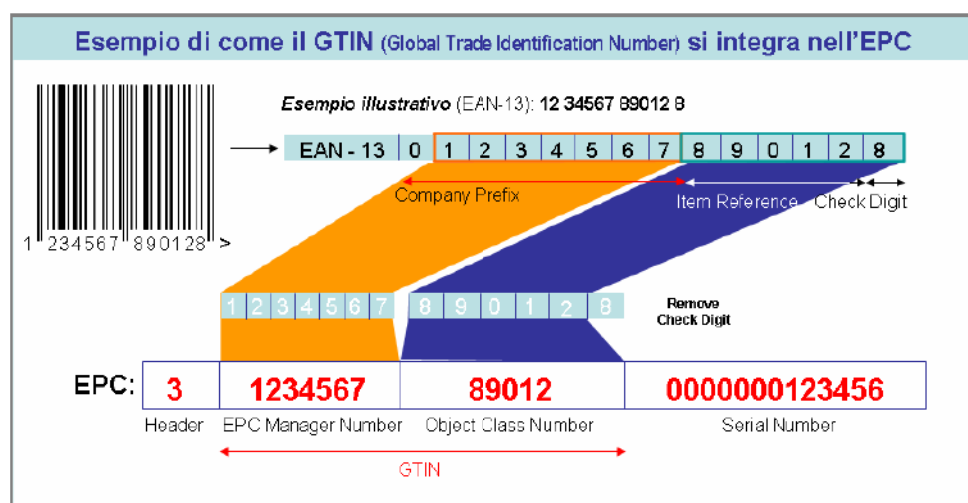 Esempio di come il GTIN (Global Trade Identification Number) si integra nell'EPC
Esempio illustrativo (EAN-13): 12 34567 89012 8
EAN - 13 0 1 2 3 4 5 6 7 8 9 0 1 2 8
Company Prefix Item Reference Check Digit
1 234567 890128 >
1 2 3 4 5 6 7 8 9 0 1 2 8 Remove
Check Digit
EPC: 3 1234567 89012 0000000123456
Header EPC Manager Number Object Class Number Serial Number
GTIN